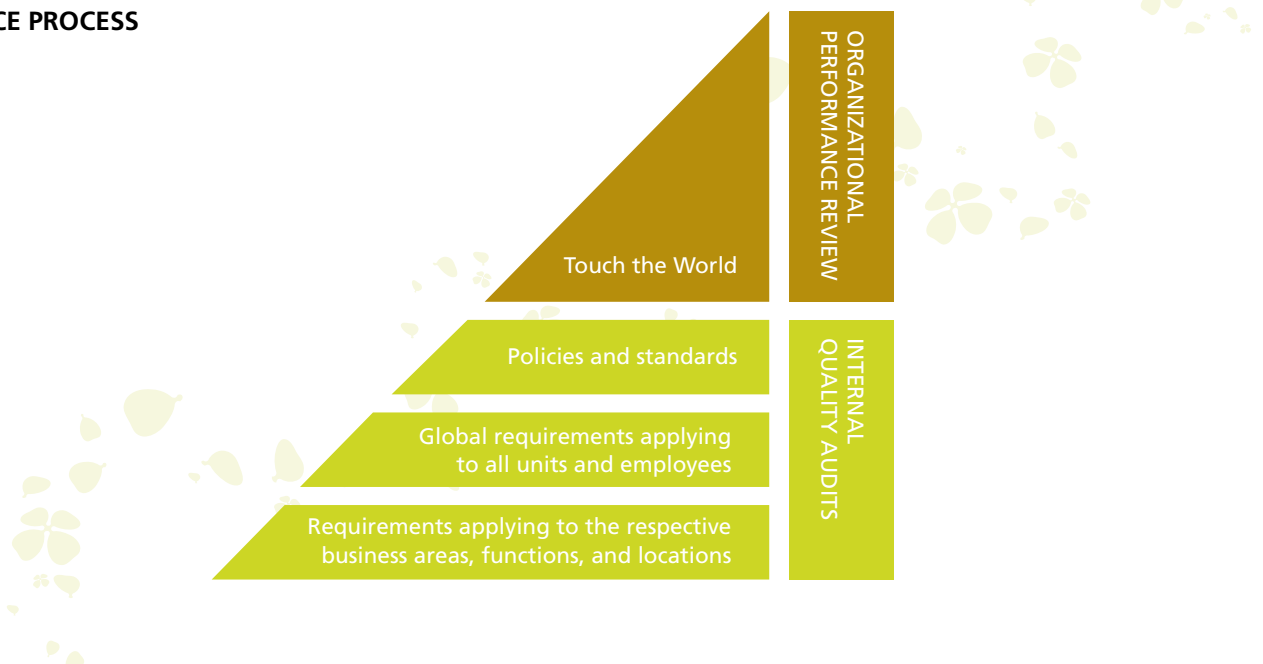 CE PROCESS
ORGANIZATIONAL
PERFORMANCE REVIEW
Touch the World
Policies and standards
INTERNAL
QUALITY AUDITS
Global requirements applying
to all units and employees
Requirements applying to the respective
business areas, functions, and locations